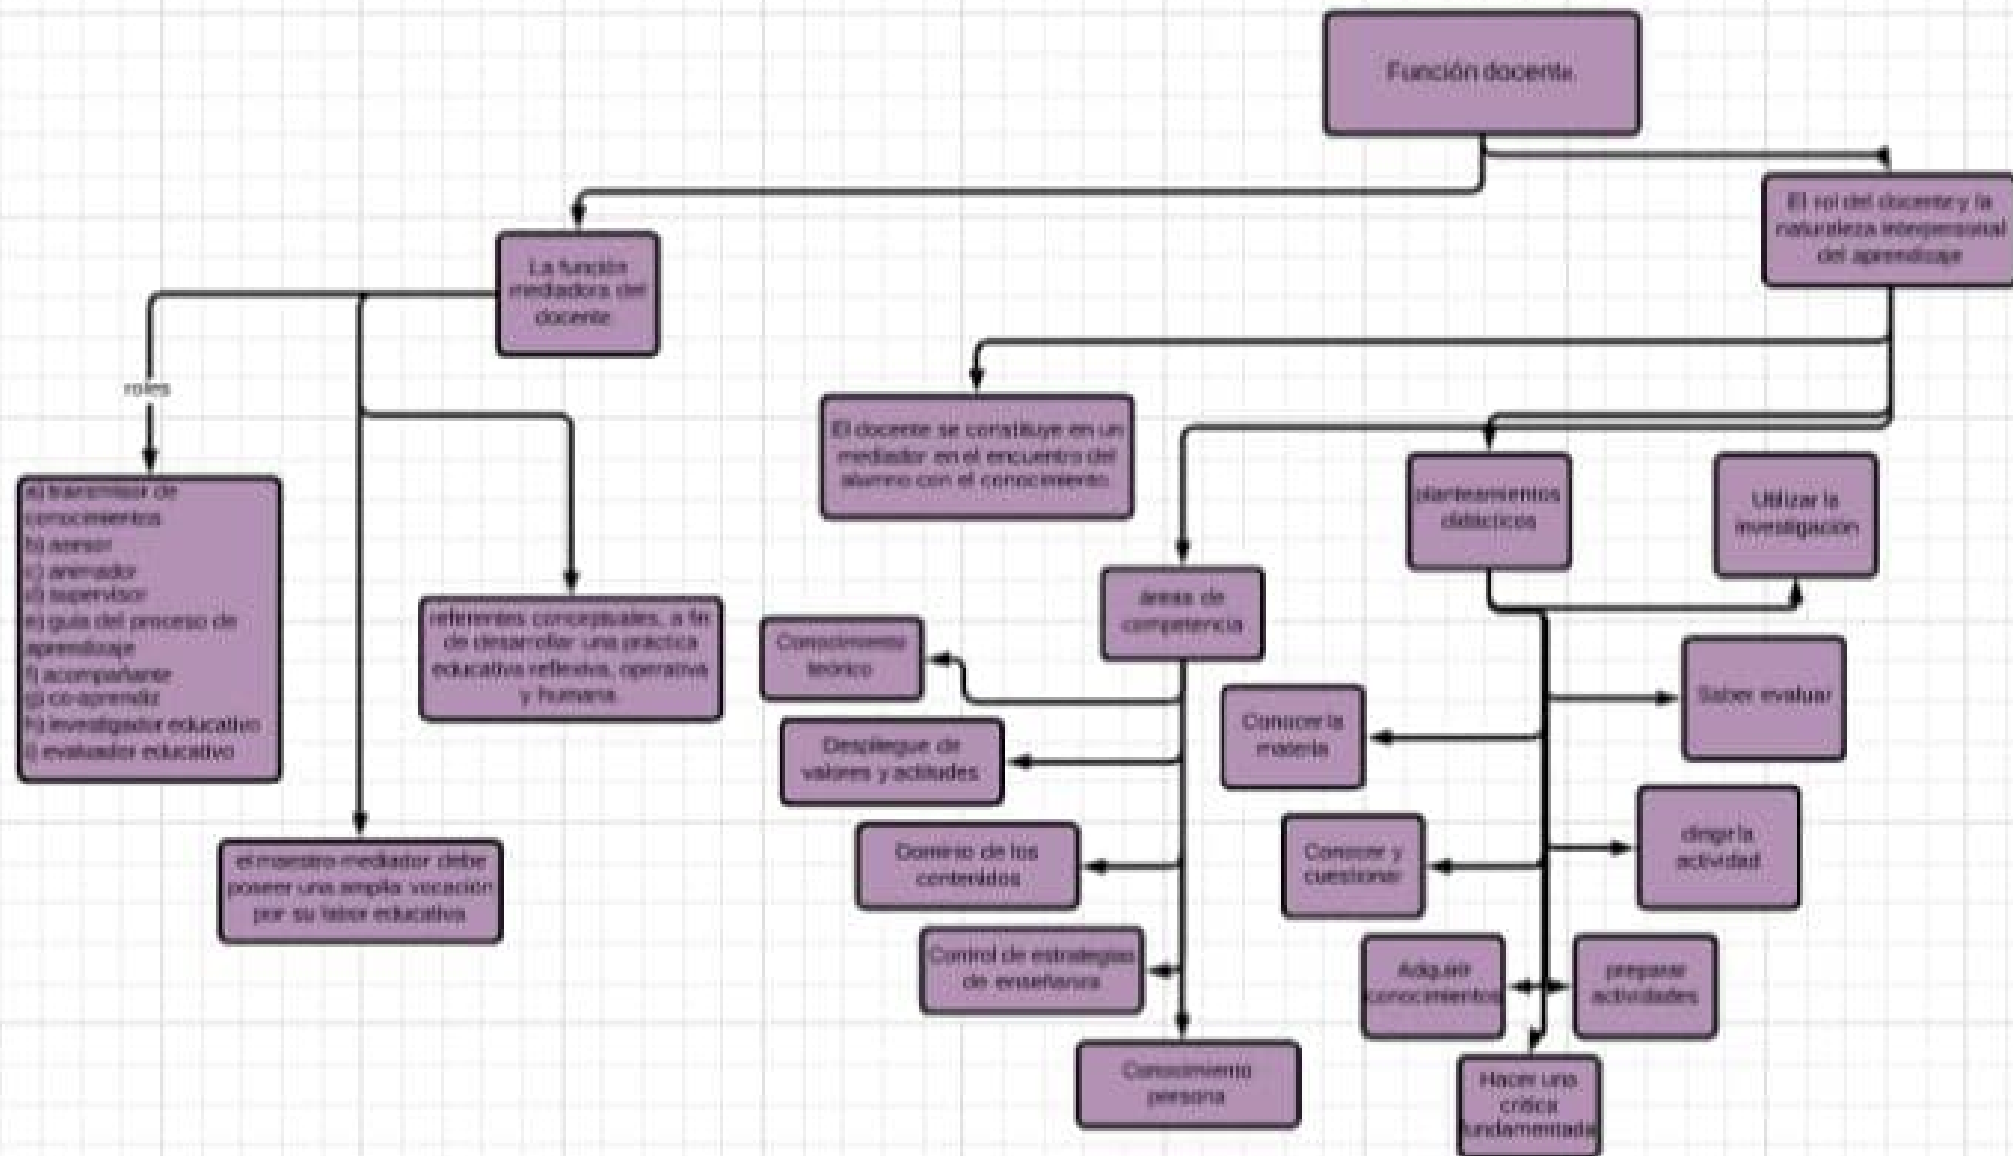 Función docente.
El rol del docente y la
naturaleza interpersonal
del aprendizaje
La función
mediadora del
docente.
roles
a) transmisor de
conocimientos
b) asesor
c) animador
d) supervisor
e) guía del proceso de
aprendizaje
f) acompañante
g) co-aprendiz
h) investigador educativo
i) evaluador educativo
el maestro-mediador debe
poseer una amplia vocación
por su labor educativa
referentes conceptuales, a fin
de desarrollar una práctica
educativa reflexiva, operativa
y humana.
El docente se constituye en un
mediador en el encuentro del
alumno con el conocimiento.
áreas de
competencia
Conocimiento
teórico
Despliegue de
valores y actitudes
Dominio de los
contenidos
Control de estrategias
de enseñanza
Conocimiento
persona
planteamientos
didácticos
Utilizar la
investigación
Saber evaluar
Conocer la
materia
dirigir la
actividad
Conocer y
cuestionar
Adquirir
conocimientos
preparar
actividades
Hacer una
crítica
fundamentada